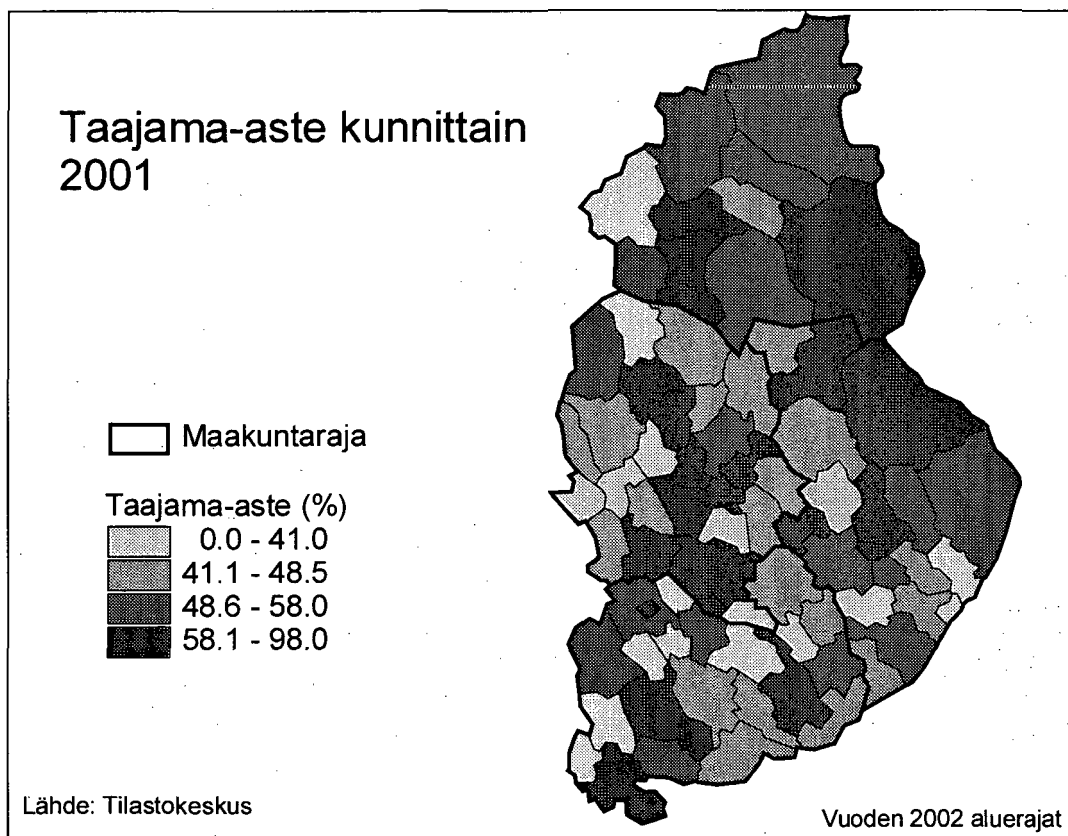 Taajama-aste kunnittain
2001
Maakuntaraja
Taajama-aste (%)
0.0 - 41.0
41.1 - 48.5
48.6 - 58.0
58.1 - 98.0
Lähde: Tilastokeskus
Vuoden 2002 aluerajat